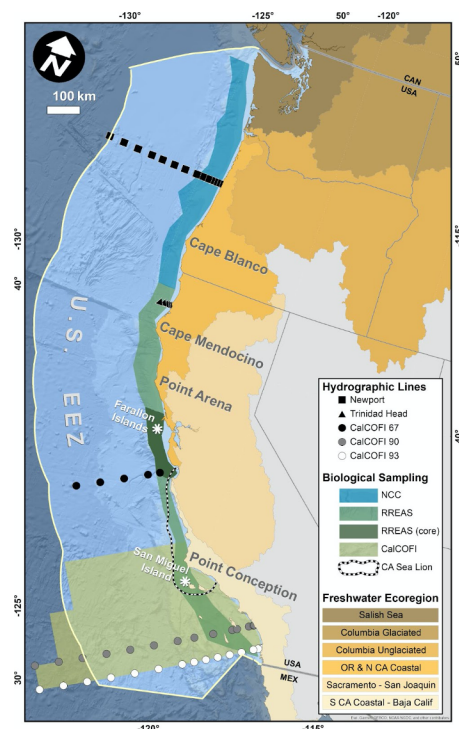 -130°
-125°
50°
-120°
N
100 km
50°
CAN
USA
-130°
-115°
40°
Cape Blanco
U.S. EEZ
Cape Mendocino
Point Arena
Farallon
Islands
40°
Hydrographic Lines
Newport
Trinidad Head
CalCOFI 67
CalCOFI 90
CalCOFI 93
Biological Sampling
NCC
RREAS
RREAS (core)
CalCOFI
CA Sea Lion
Point Conception
San Miguel
Island
-125°
Freshwater Ecoregion
Salish Sea
Columbia Glaciated
Columbia Unglaciated
OR & N CA Coastal
Sacramento - San Joaquin
S CA Coastal - Baja Calif
30°
USA
MEX
-120°
-115°